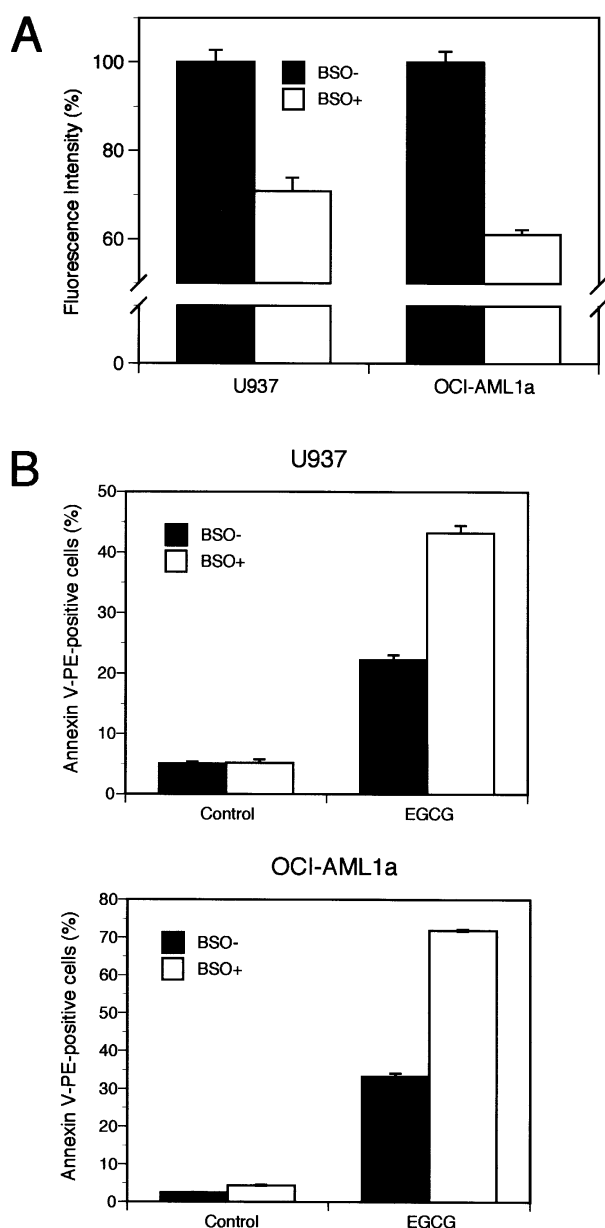 A
Fluorescence Intensity (%)
100
80
60
0
BSO-
BSO+
U937
OCI-AML1a
B
U937
Annexin V-PE-positive cells (%)
50
40
30
20
10
0
BSO-
BSO+
Control
EGCG
OCI-AML1a
Annexin V-PE-positive cells (%)
80
70
60
50
40
30
20
10
0
BSO-
BSO+
Control
EGCG